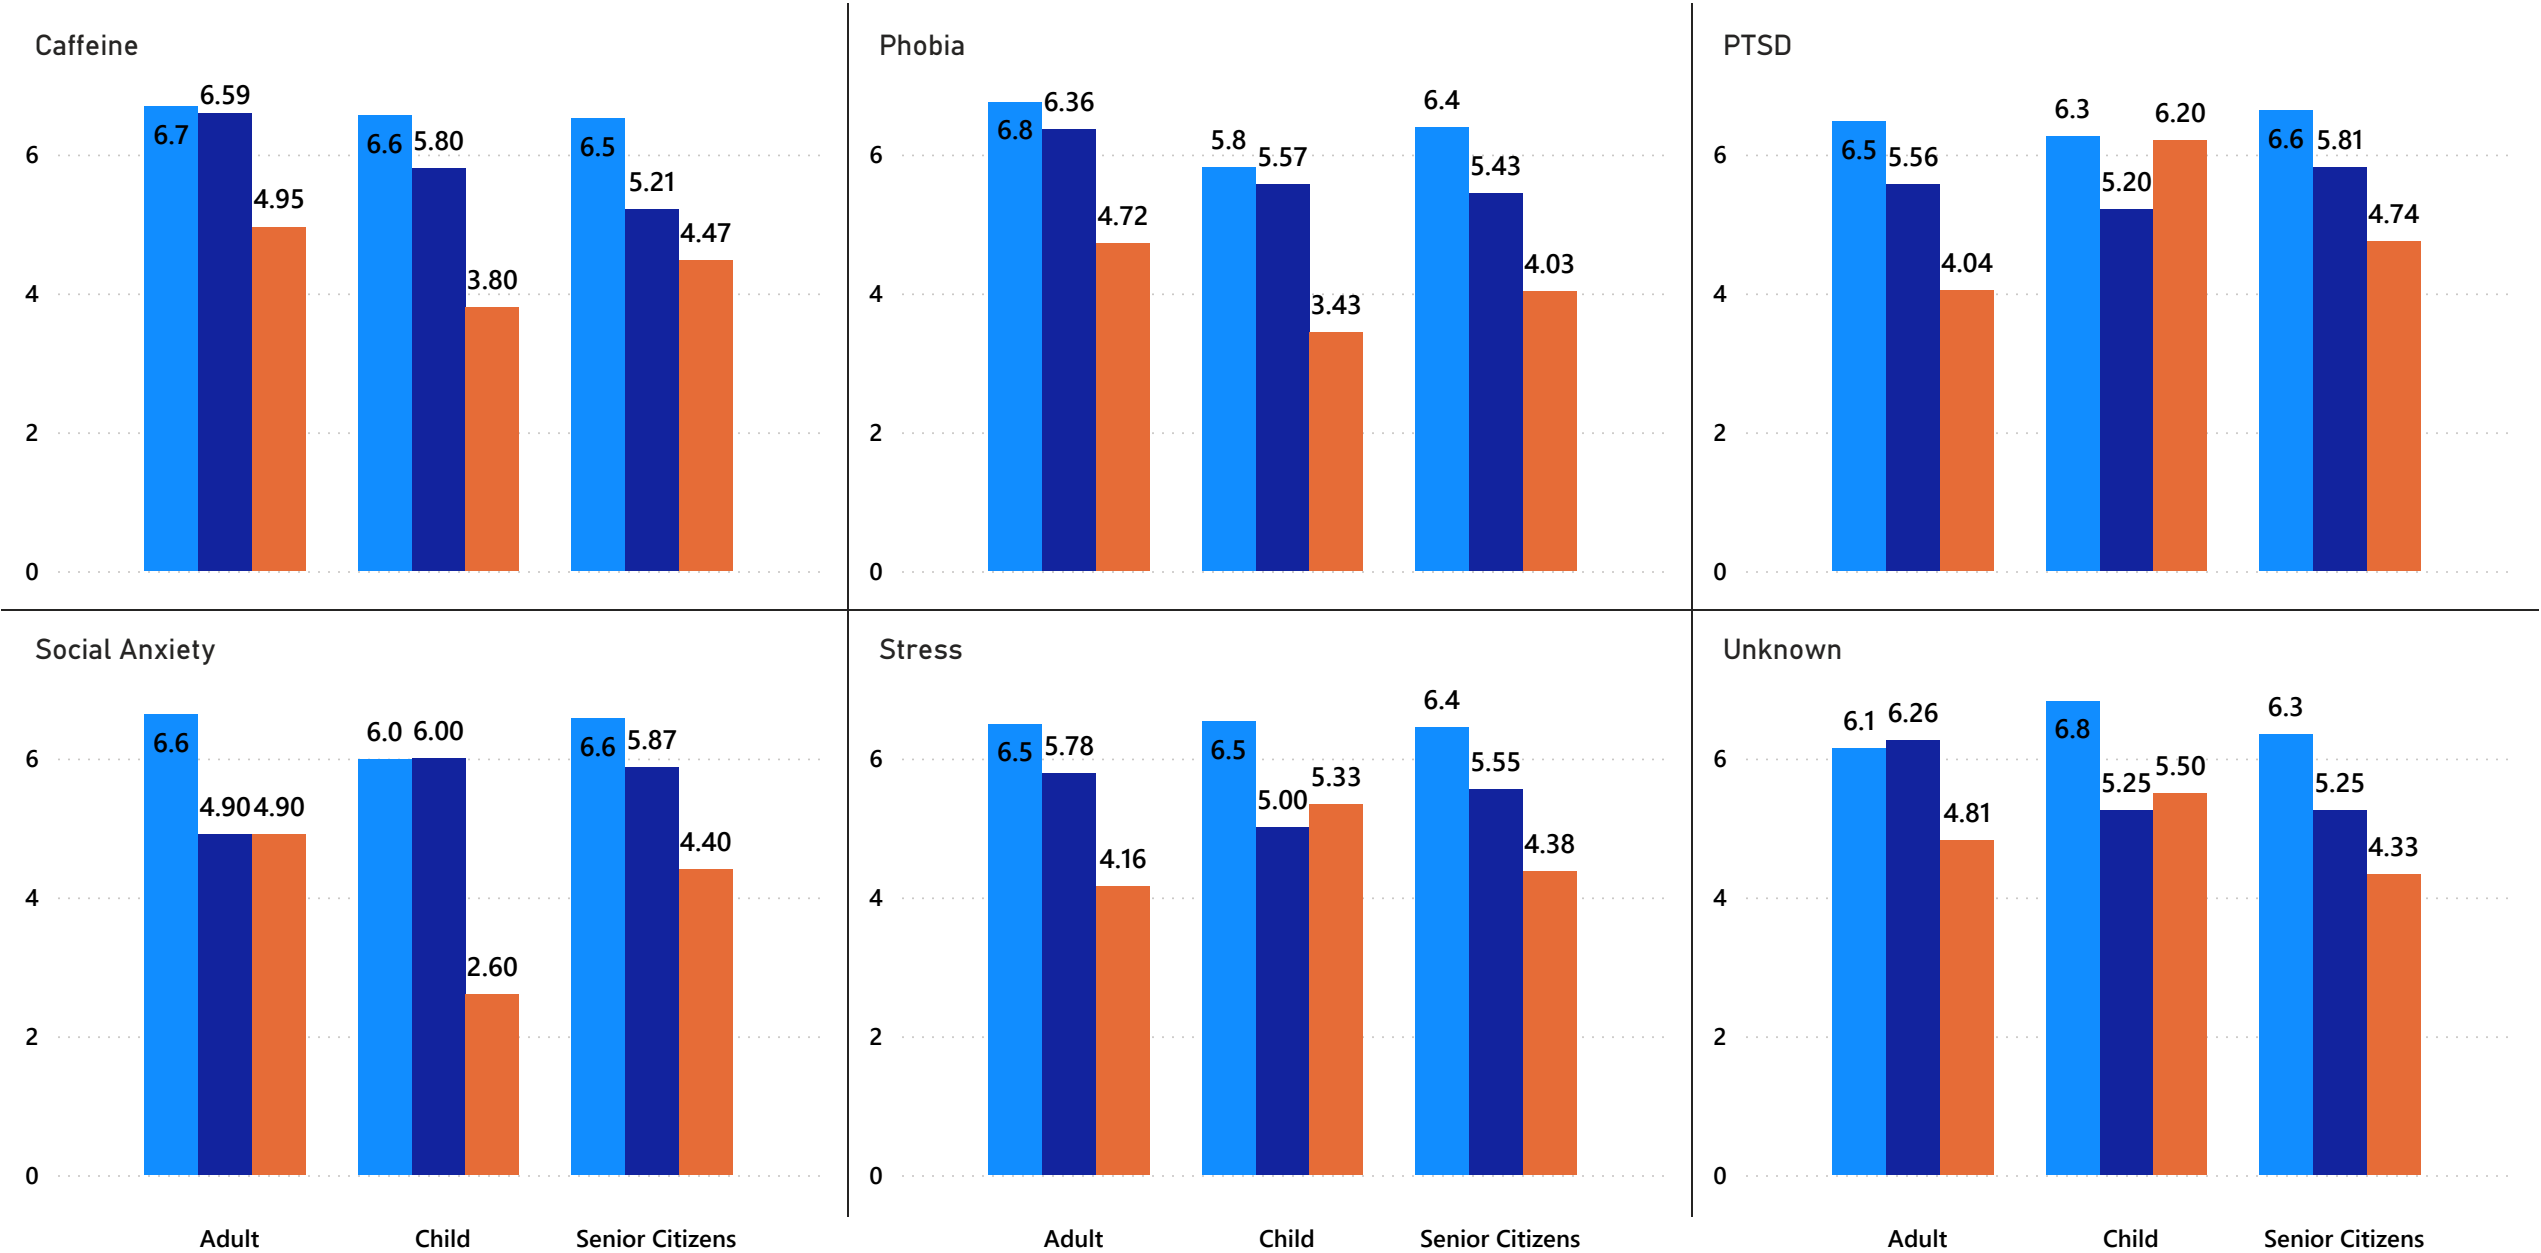 Caffeine
6
4
2
0
6.7 6.59 4.95
6.6 5.80 3.80
6.5 5.21 4.47
Phobia
6
4
2
0
6.8 6.36 4.72
5.8 5.57 3.43
6.4 5.43 4.03
PTSD
6
4
2
0
6.5 5.56 4.04
6.3 5.20 6.20
6.6 5.81 4.74
Social Anxiety
6
4
2
0
6.6 4.90 4.90
6.0 6.00 2.60
6.6 5.87 4.40
Stress
6
4
2
0
6.5 5.78 4.16
6.5 5.00 5.33
6.4 5.55 4.38
Unknown
6
4
2
0
6.1 6.26 4.81
6.8 5.25 5.50
6.3 5.25 4.33
Adult Child Senior Citizens
Adult Child Senior Citizens
Adult Child Senior Citizens